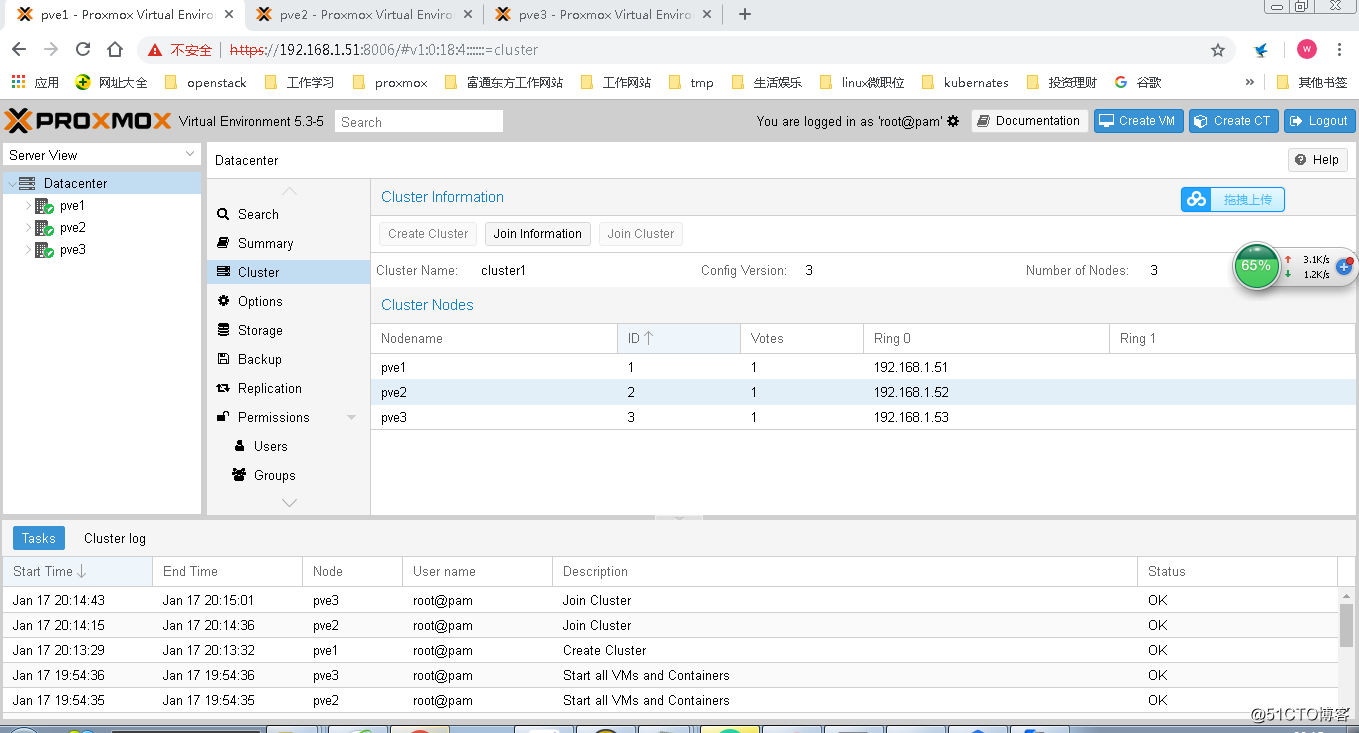 pve1 - Proxmox Virtual Enviro
pve2 - Proxmox Virtual Enviro
pve3 - Proxmox Virtual Enviro
不安全 https://192.168.1.51:8006/#v1:0:18:4::::::=cluster
W
应用 网址大全 openstack 工作学习 proxmox 富通东方工作网站 工作网站 tmp 生活娱乐 linux微职位 kubernates 投资理财 谷歌 » 其他书签
PROXMOX Virtual Environment 5.3-5 Search You are logged in as 'root@pam' Documentation Create VM Create CT Logout
Server View
Datacenter
pve1
pve2
pve3
Datacenter Help
Search
Summary
Cluster
Options
Storage
Backup
Replication
Permissions
Users
Groups
Cluster Information 拖拽上传
Create Cluster Join Information Join Cluster
Cluster Name: cluster1 Config Version: 3 Number of Nodes: 3
65% 3.1K/s
1.2K/s
Cluster Nodes
Nodename ID Votes Ring 0 Ring 1
pve1 1 1 192.168.1.51
pve2 2 1 192.168.1.52
pve3 3 1 192.168.1.53
Tasks Cluster log
Start Time End Time Node User name Description Status
Jan 17 20:14:43 Jan 17 20:15:01 pve3 root@pam Join Cluster OK
Jan 17 20:14:15 Jan 17 20:14:36 pve2 root@pam Join Cluster OK
Jan 17 20:13:29 Jan 17 20:13:32 pve1 root@pam Create Cluster OK
Jan 17 19:54:36 Jan 17 19:54:36 pve3 root@pam Start all VMs and Containers OK
Jan 17 19:54:35 Jan 17 19:54:35 pve2 root@pam Start all VMs and Containers OK
@51CTO博客